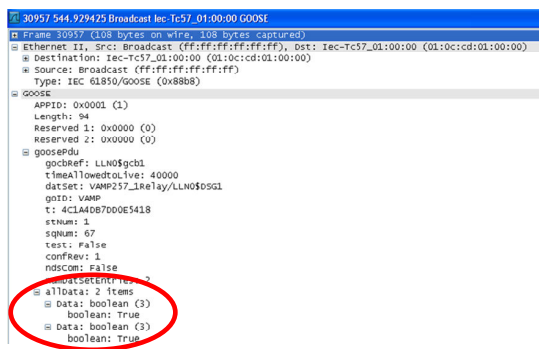 30957 544.929425 Broadcast Iec-Tc57_01:00:00 GOOSE
Frame 30957 (108 bytes on wire, 108 bytes captured)
Ethernet II, Src: Broadcast (ff:ff:ff:ff:ff:ff), Dst: Iec-Tc57_01:00:00 (01:0c:cd:01:00:00)
Destination: Iec-Tc57_01:00:00 (01:0c:cd:01:00:00)
Source: Broadcast (ff:ff:ff:ff:ff:ff)
Type: IEC 61850/GOOSE (0x88b8)
GOOSE
APPID: 0x0001 (1)
Length: 94
Reserved 1: 0x0000 (0)
Reserved 2: 0x0000 (0)
goosePdu
gocbRef: LLN0$gcb1
timeAllowedtoLive: 40000
datSet: VAMP257_1Relay/LLN0$DSG1
goID: VAMP
t: 4C1A4DB7DD0E5418
stNum: 1
sqNum: 67
test: False
confRev: 1
ndsCom: False
numDatSetEntries: 2
allData: 2 items
Data: boolean (3)
boolean: True
Data: boolean (3)
boolean: True